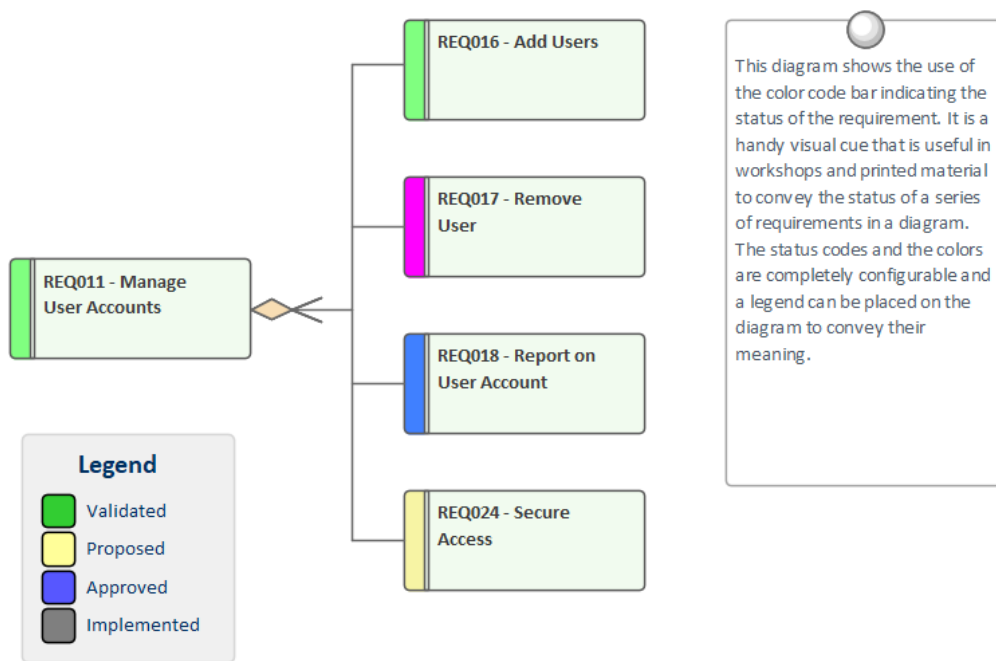 REQ016 - Add Users
REQ017 - Remove
User
REQ011 - Manage
User Accounts
REQ018 - Report on
User Account
REQ024 - Secure
Access
Legend
Validated
Proposed
Approved
Implemented
This diagram shows the use of
the color code bar indicating the
status of the requirement. It is a
handy visual cue that is useful in
workshops and printed material
to convey the status of a series
of requirements in a diagram.
The status codes and the colors
are completely configurable and
a legend can be placed on the
diagram to convey their
meaning.